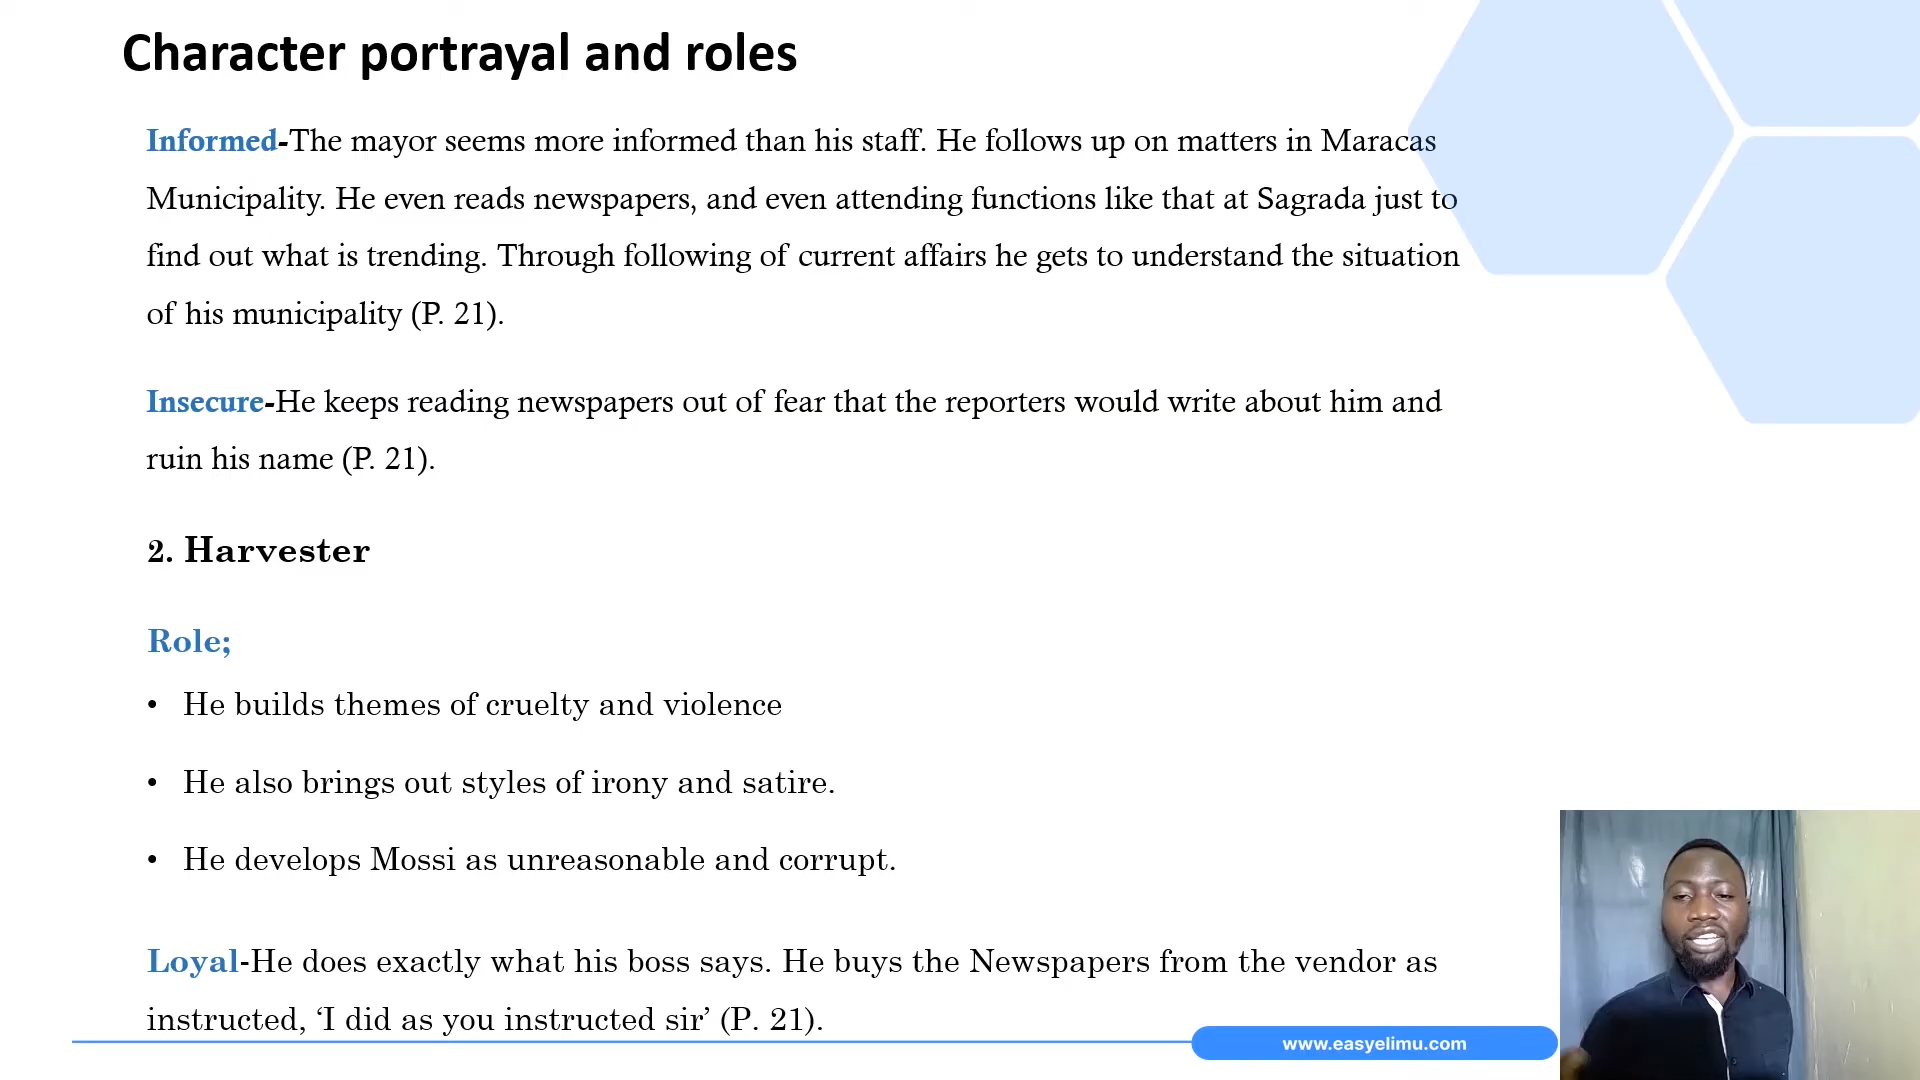 Character portrayal and roles
Informed-The mayor seems more informed than his staff. He follows up on matters in Maracas
Municipality. He even reads newspapers, and even attending functions like that at Sagrada just to
find out what is trending. Through following of current affairs he gets to understand the situation
of his municipality (P. 21).
Insecure-He keeps reading newspapers out of fear that the reporters would write about him and
ruin his name (P. 21).
2. Harvester
Role;
• He builds themes of cruelty and violence
• He also brings out styles of irony and satire.
• He develops Mossi as unreasonable and corrupt.
Loyal-He does exactly what his boss says. He buys the Newspapers from the vendor as
instructed, ‘I did as you instructed sir’ (P. 21).
www.easyelimu.com